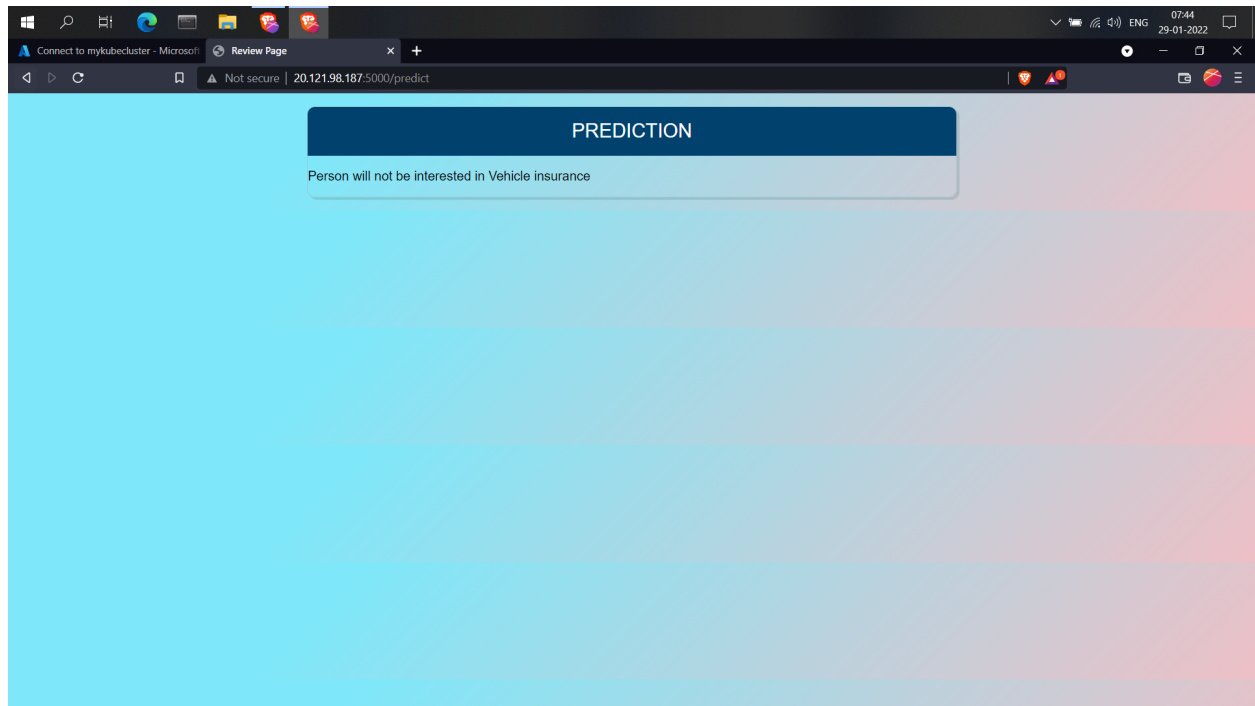 ENG
07:44
29-01-2022
Connect to mykubecluster - Microsoft
Review Page
Not secure | 20.121.98.187:5000/predict
1
PREDICTION
Person will not be interested in Vehicle insurance